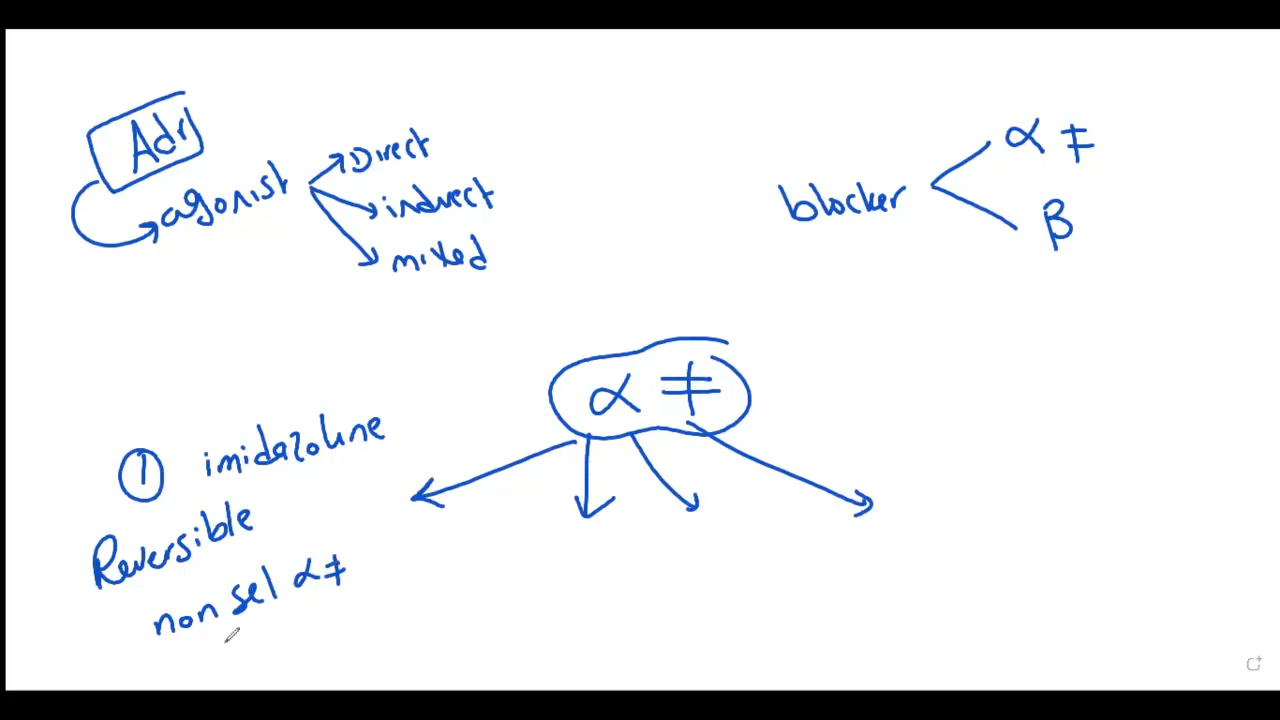 Adr
agonist
Direct
indirect
mixed
blocker
α ⧧
β
α ⧧
① imidazoline
Reversible
non sel α ⧧